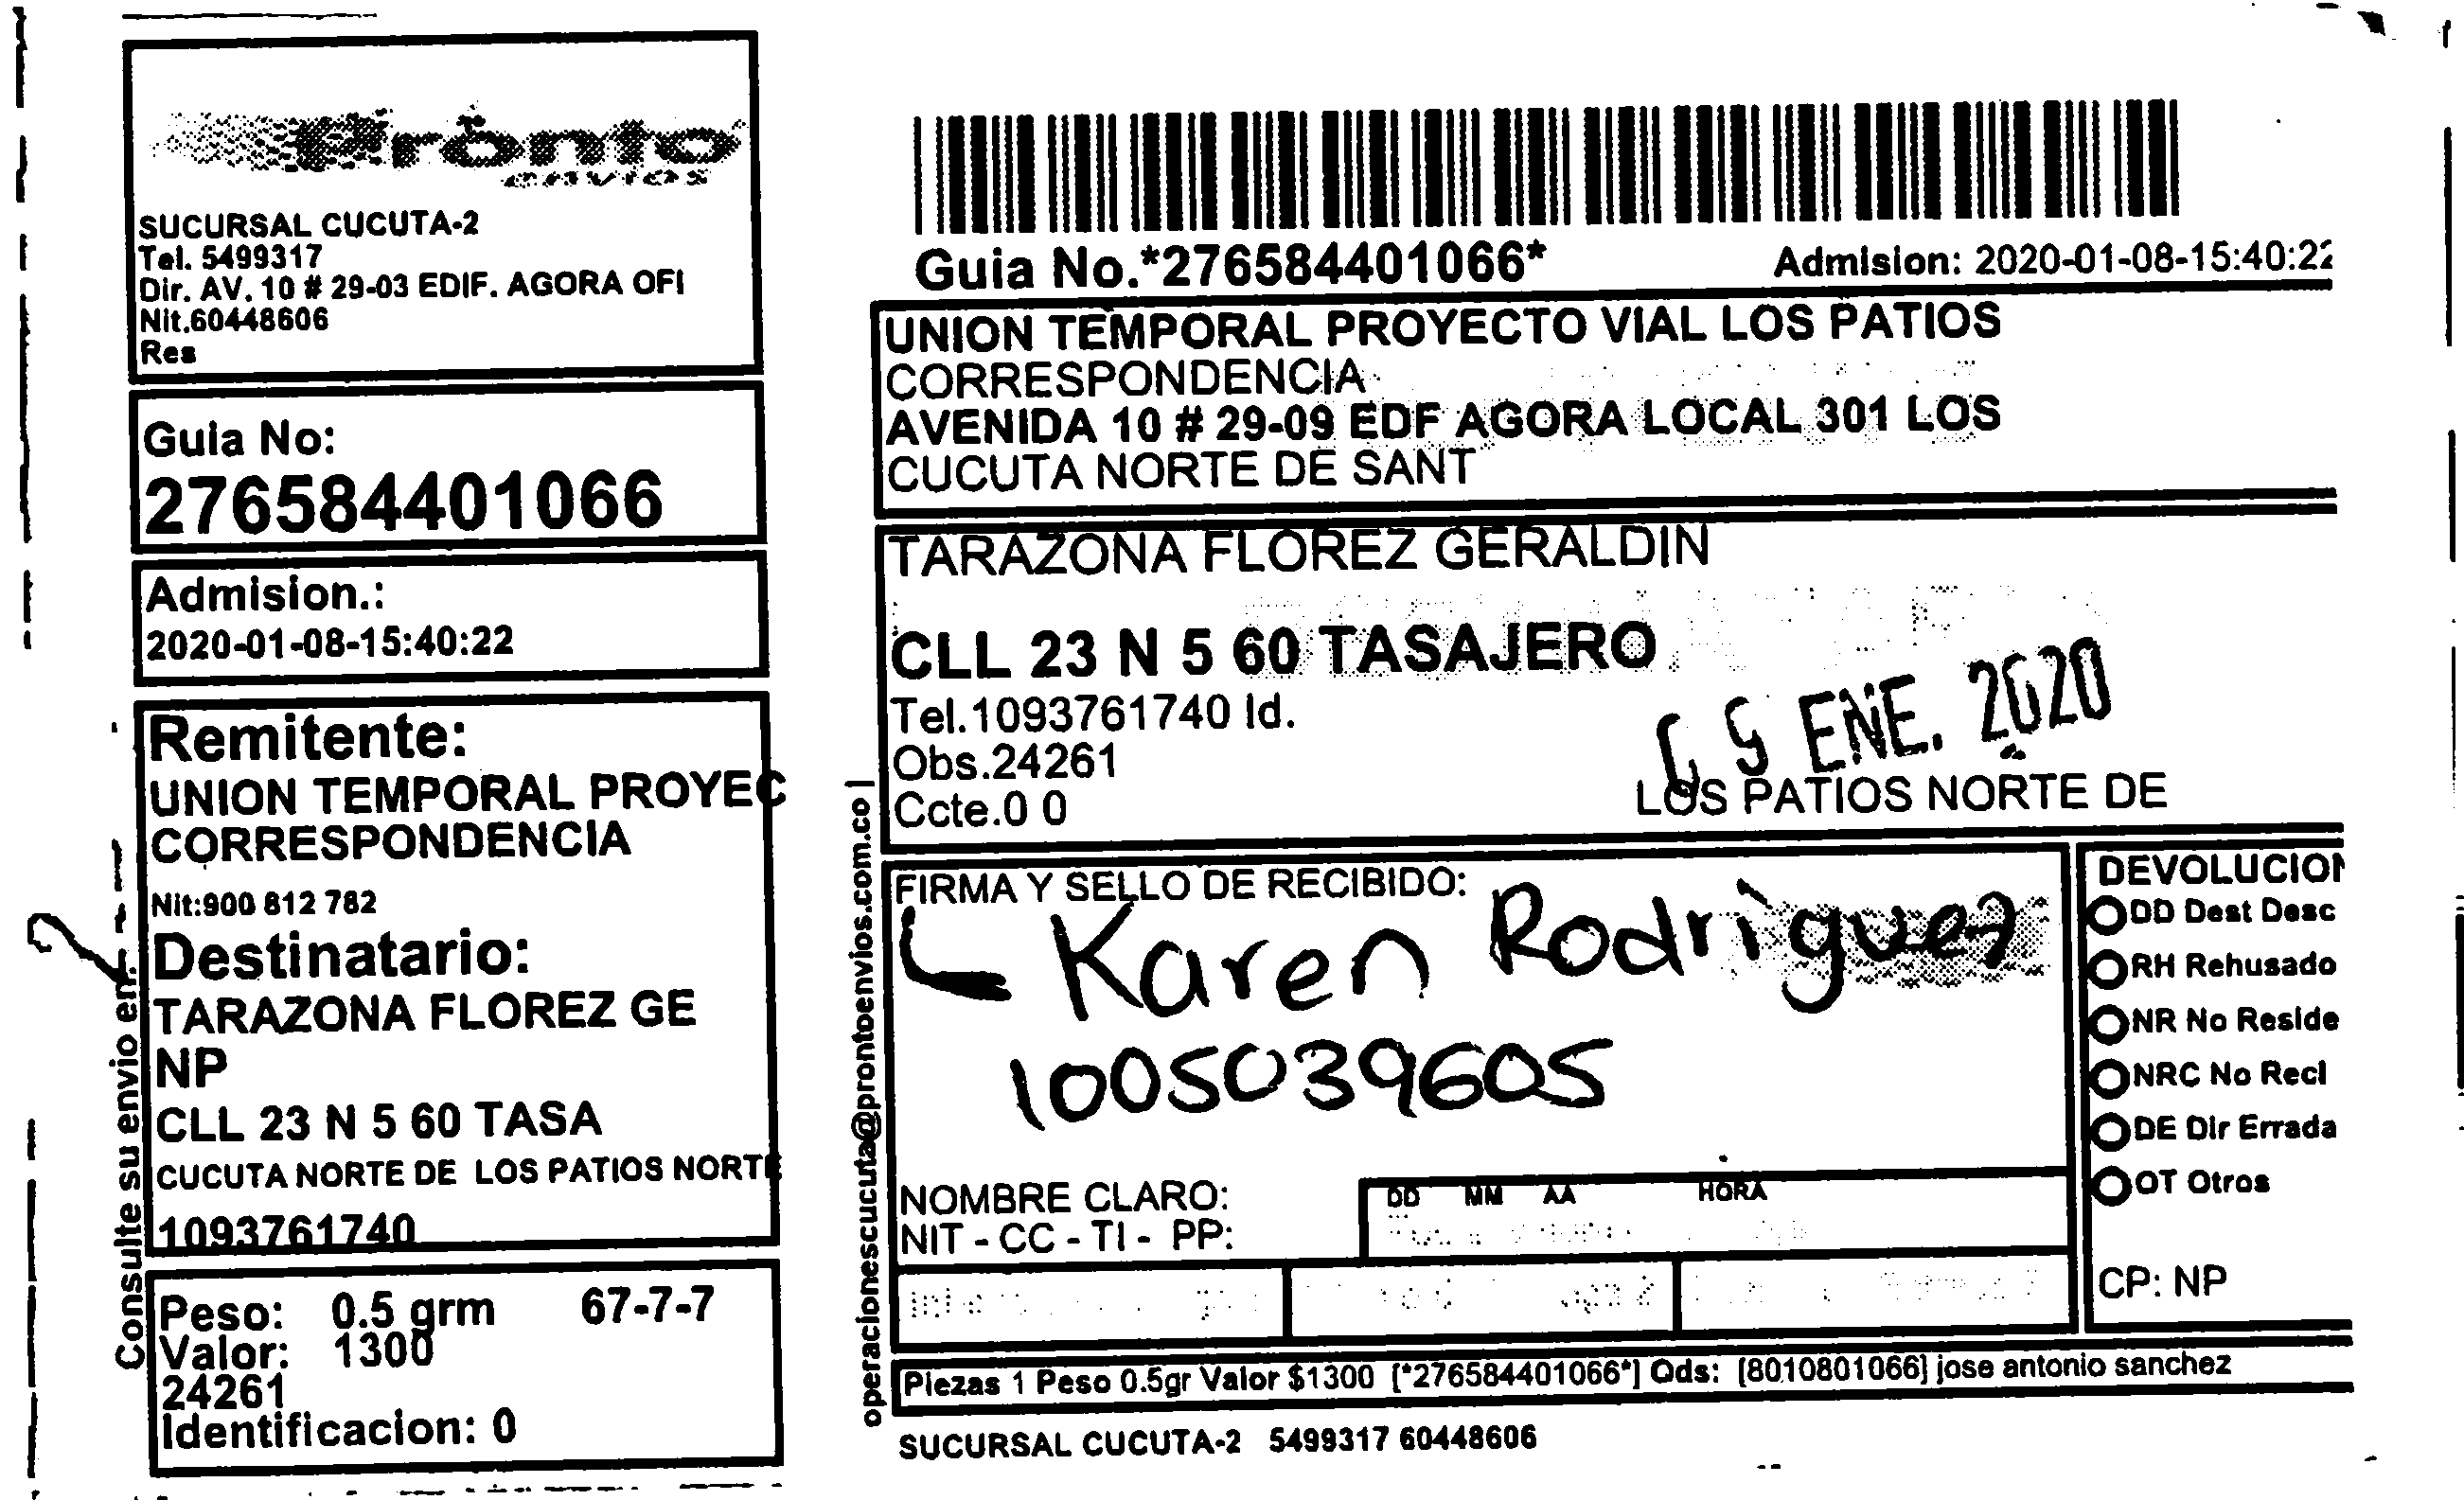 Pronto
envios
SUCURSAL CUCUTA-2
Tel. 5499317
Dir. AV. 10 # 29-03 EDIF. AGORA OFI
Nit.60448606
Res
Guia No:
276584401066
Admision.:
2020-01-08-15:40:22
Remitente:
UNION TEMPORAL PROYEC
CORRESPONDENCIA
Nit:900 812 782
Destinatario:
TARAZONA FLOREZ GE
NP
CLL 23 N 5 60 TASA
CUCUTA NORTE DE LOS PATIOS NORTE
1093761740
Peso: 0.5 grm 67-7-7
Valor: 1300
24261
Identificacion: 0
Consulte su envio en:
operacionescucuta@prontoenvios.com.co |
Guia No.*276584401066* Admision: 2020-01-08-15:40:22
UNION TEMPORAL PROYECTO VIAL LOS PATIOS
CORRESPONDENCIA
AVENIDA 10 # 29-09 EDF AGORA LOCAL 301 LOS
CUCUTA NORTE DE SANT
TARAZONA FLOREZ GERALDIN
CLL 23 N 5 60 TASAJERO
Tel.1093761740 Id.
Obs.24261
Ccte.0 0
ENE. 2020
LOS PATIOS NORTE DE
FIRMA Y SELLO DE RECIBIDO:
Karen Rodriguez
1005039605
NOMBRE CLARO:
NIT - CC - TI - PP:
DD MM AA HORA
DEVOLUCION
DD Dest Desc
RH Rehusado
NR No Reside
NRC No Recl
DE Dir Errada
OT Otros
CP: NP
Piezas 1 Peso 0.5gr Valor $1300 [*276584401066*] Qds: [8010801066] jose antonio sanchez
SUCURSAL CUCUTA-2 5499317 60448606